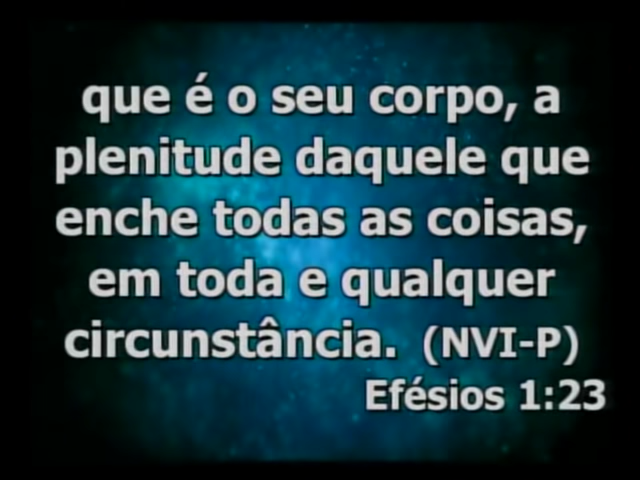 que é o seu corpo, a
plenitude daquele que
enche todas as coisas,
em toda e qualquer
circunstância. (NVI-P)
Efésios 1:23